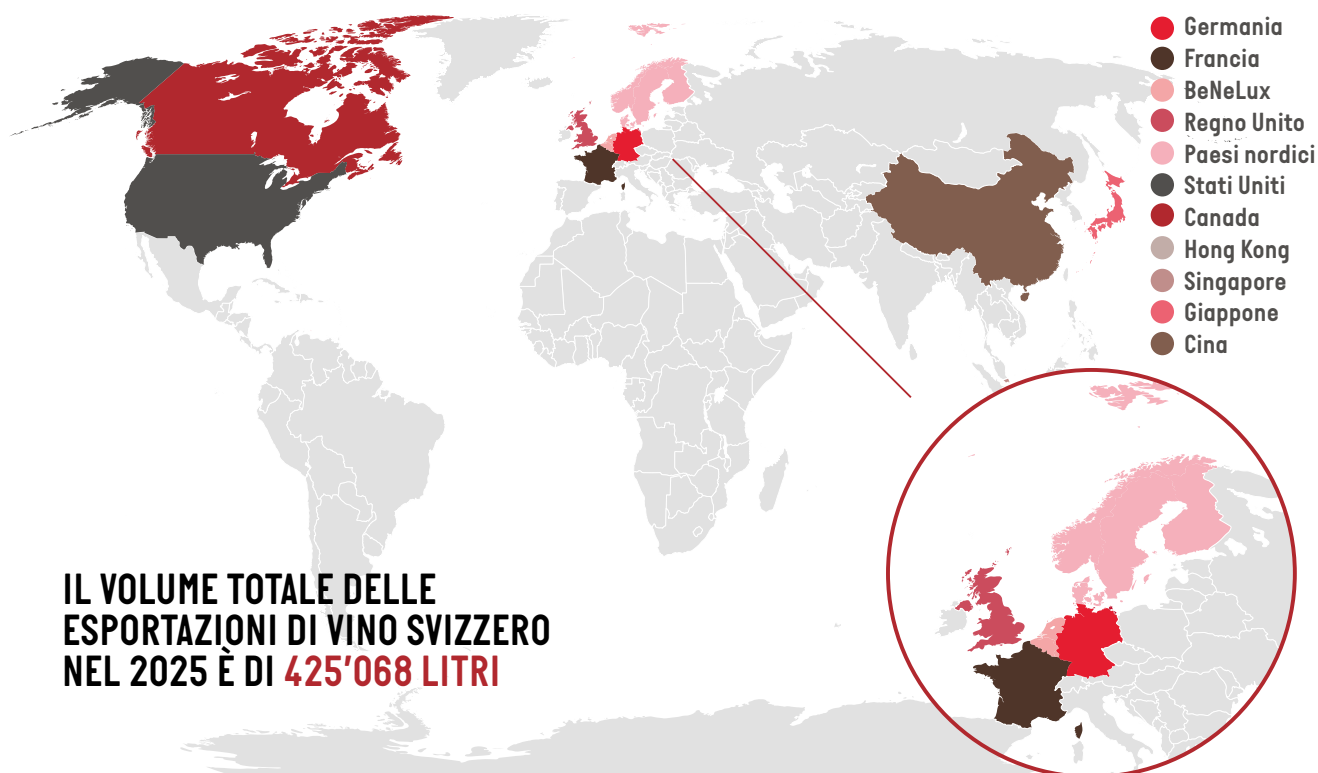 Germania
Francia
BeNeLux
Regno Unito
Paesi nordici
Stati Uniti
Canada
Hong Kong
Singapore
Giappone
Cina
IL VOLUME TOTALE DELLE
ESPORTAZIONI DI VINO SVIZZERO
NEL 2025 È DI 425’068 LITRI